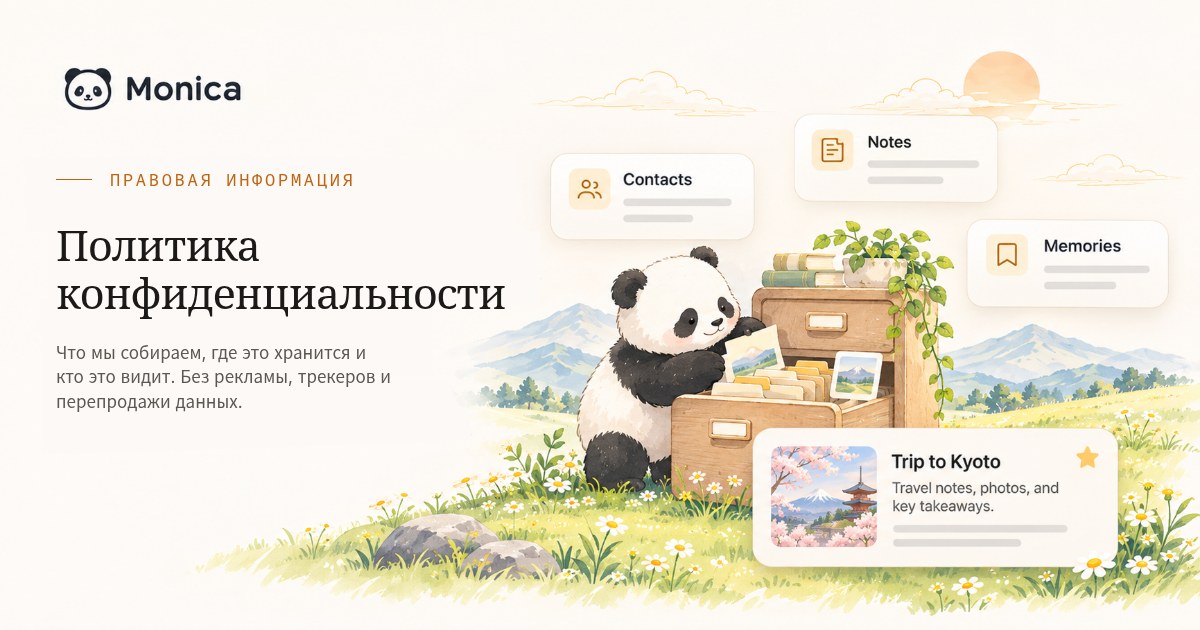 Monica
ПРАВОВАЯ ИНФОРМАЦИЯ
Политика
конфиденциальности
Что мы собираем, где это хранится и
кто это видит. Без рекламы, трекеров и
перепродажи данных.
Contacts
Notes
Memories
Trip to Kyoto
Travel notes, photos, and
key takeaways.